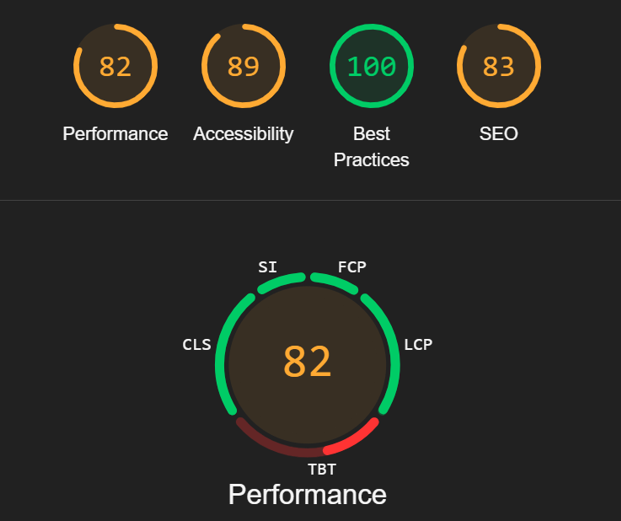 82 89 100 83
Performance Accessibility Best Practices SEO
SI FCP
CLS LCP
82
TBT
Performance